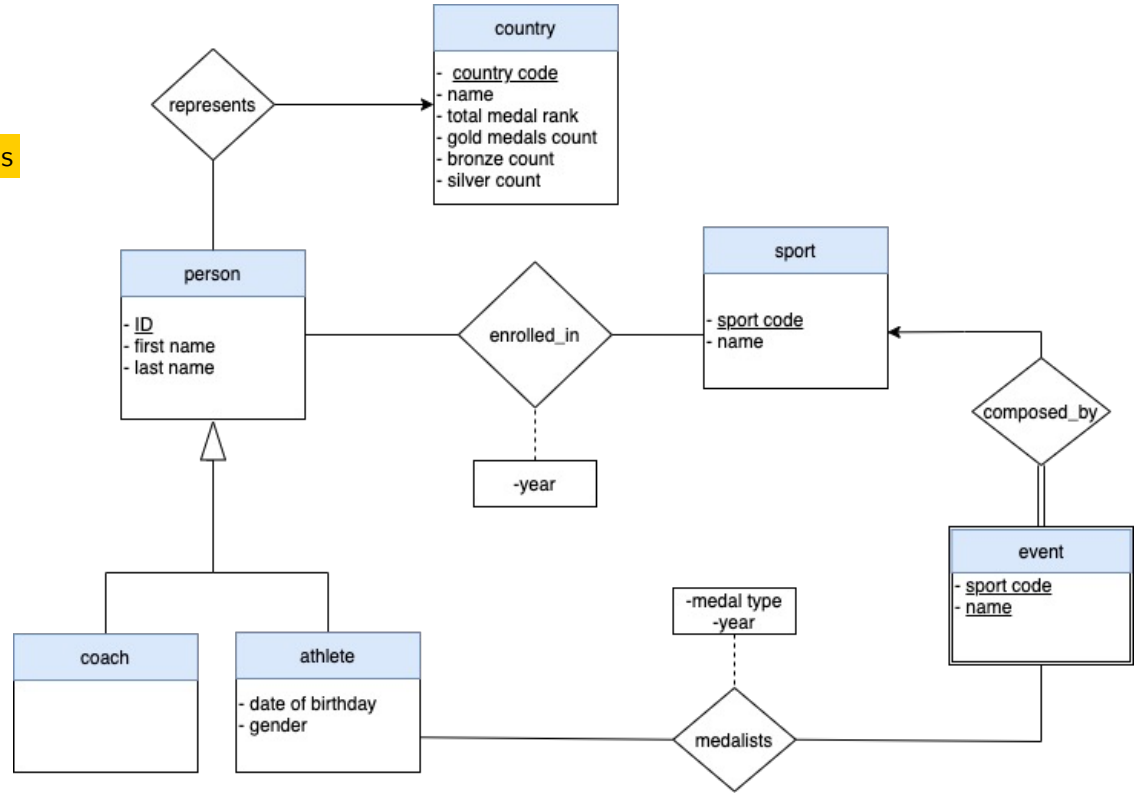 country
- country code
- name
- total medal rank
- gold medals count
- bronze count
- silver count
represents
s
person
- ID
- first name
- last name
enrolled_in
-year
sport
- sport code
- name
composed_by
event
- sport code
- name
-medal type
-year
medalists
coach
athlete
- date of birthday
- gender